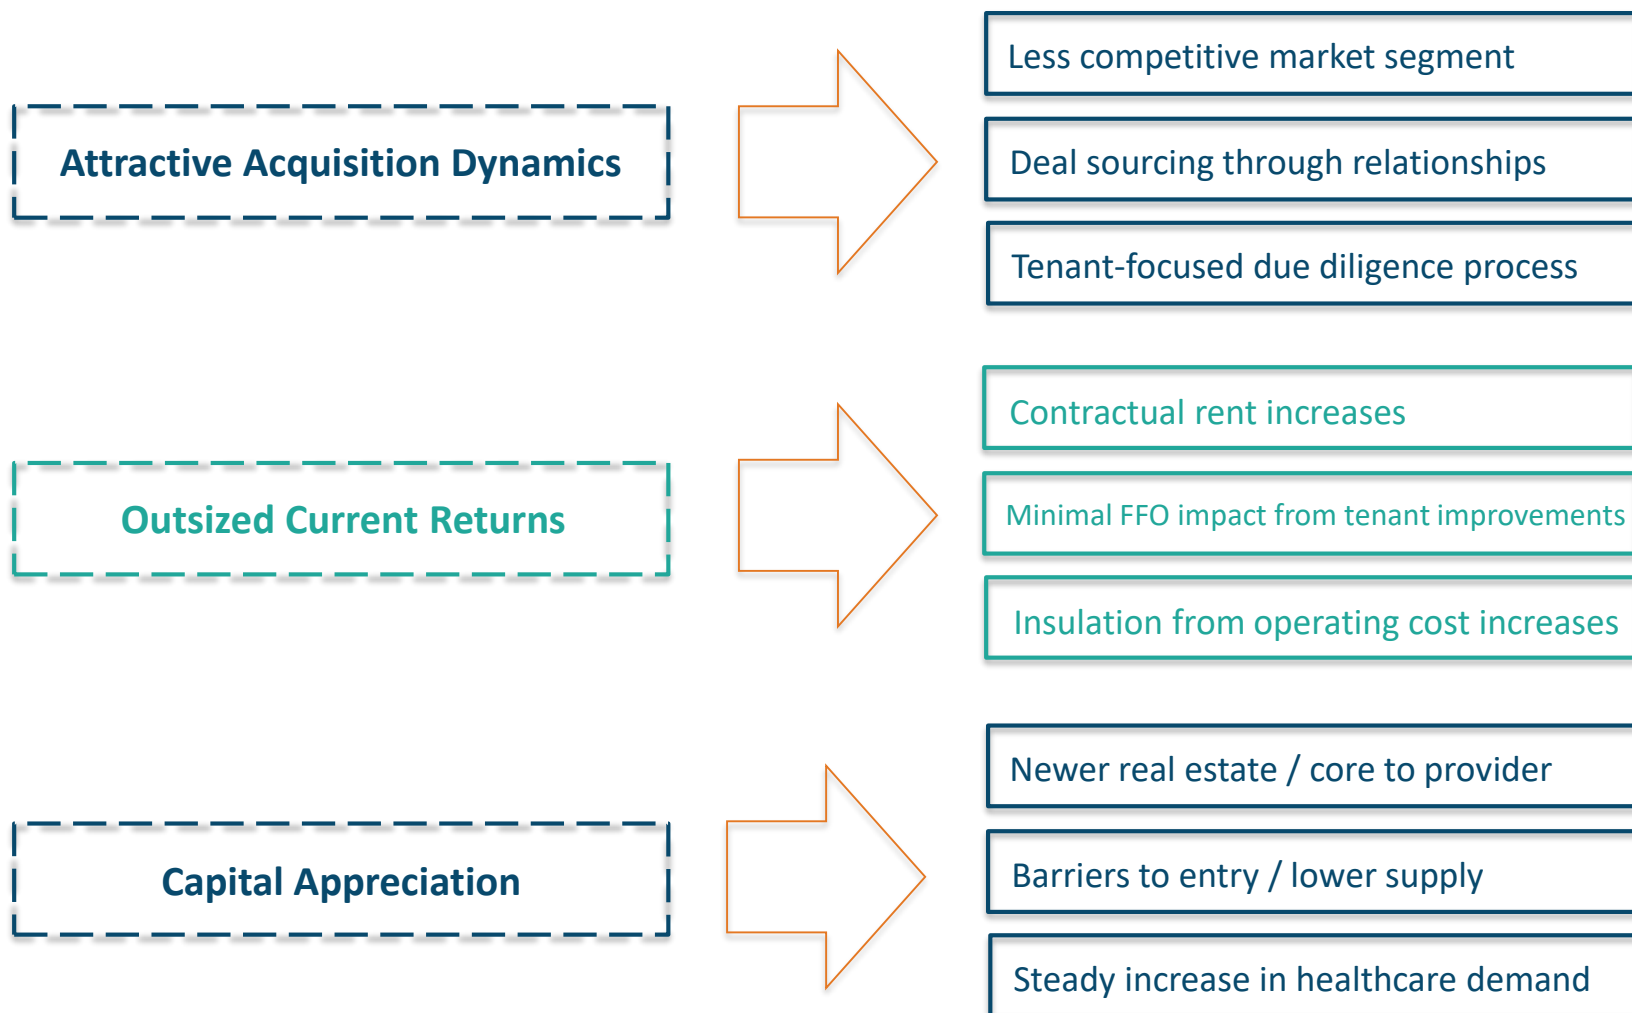 Attractive Acquisition Dynamics
Less competitive market segment
Deal sourcing through relationships
Tenant-focused due diligence process
Outsized Current Returns
Contractual rent increases
Minimal FFO impact from tenant improvements
Insulation from operating cost increases
Capital Appreciation
Newer real estate / core to provider
Barriers to entry / lower supply
Steady increase in healthcare demand